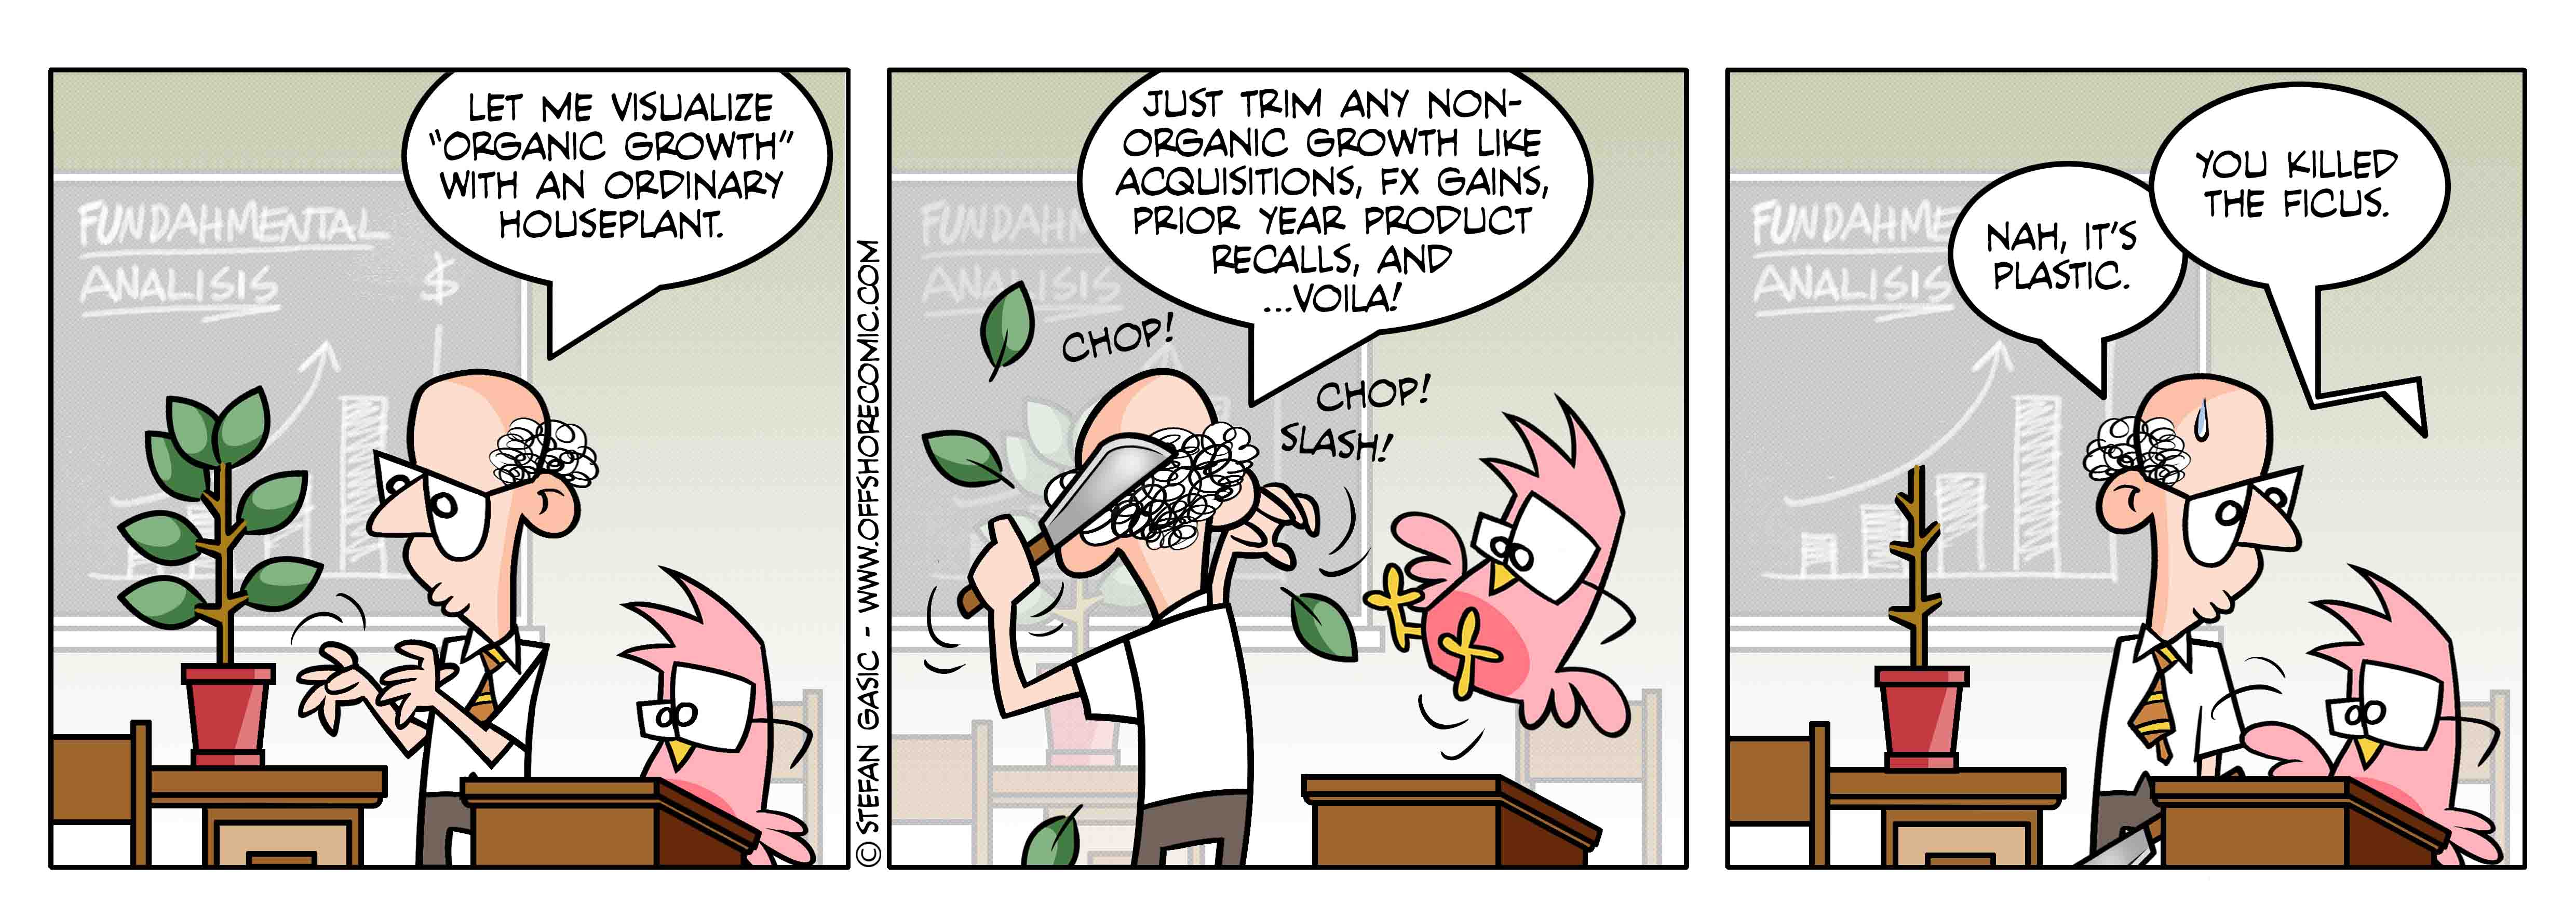 LET ME VISUALIZE
"ORGANIC GROWTH"
WITH AN ORDINARY
HOUSEPLANT.
FUNDAHMENTAL
ANALISIS
$
© STEFAN GASIC - WWW.OFFSHORECOMIC.COM
JUST TRIM ANY NON-
ORGANIC GROWTH LIKE
ACQUISITIONS, FX GAINS,
PRIOR YEAR PRODUCT
RECALLS, AND
...VOILA!
FUNDAHM
ANALISIS
CHOP!
CHOP!
SLASH!
YOU KILLED
THE FICUS.
NAH, IT'S
PLASTIC.
FUNDAHME
ANALISIS